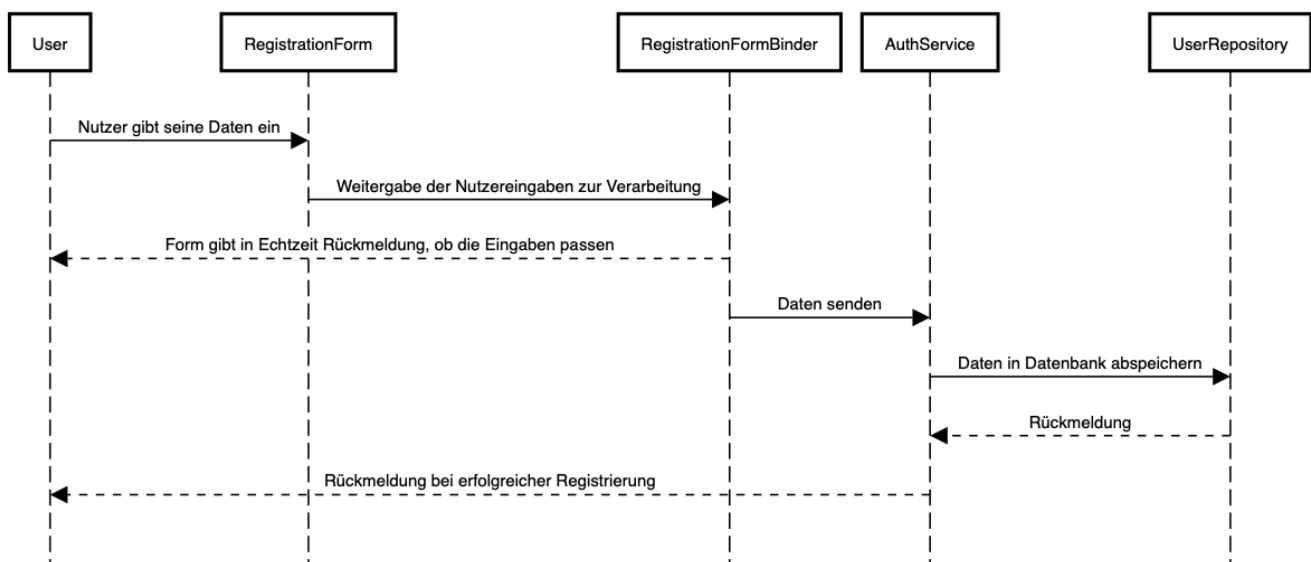 User
RegistrationForm
RegistrationFormBinder
AuthService
UserRepository
Nutzer gibt seine Daten ein
Weitergabe der Nutzereingaben zur Verarbeitung
Form gibt in Echtzeit Rückmeldung, ob die Eingaben passen
Daten senden
Daten in Datenbank abspeichern
Rückmeldung
Rückmeldung bei erfolgreicher Registrierung